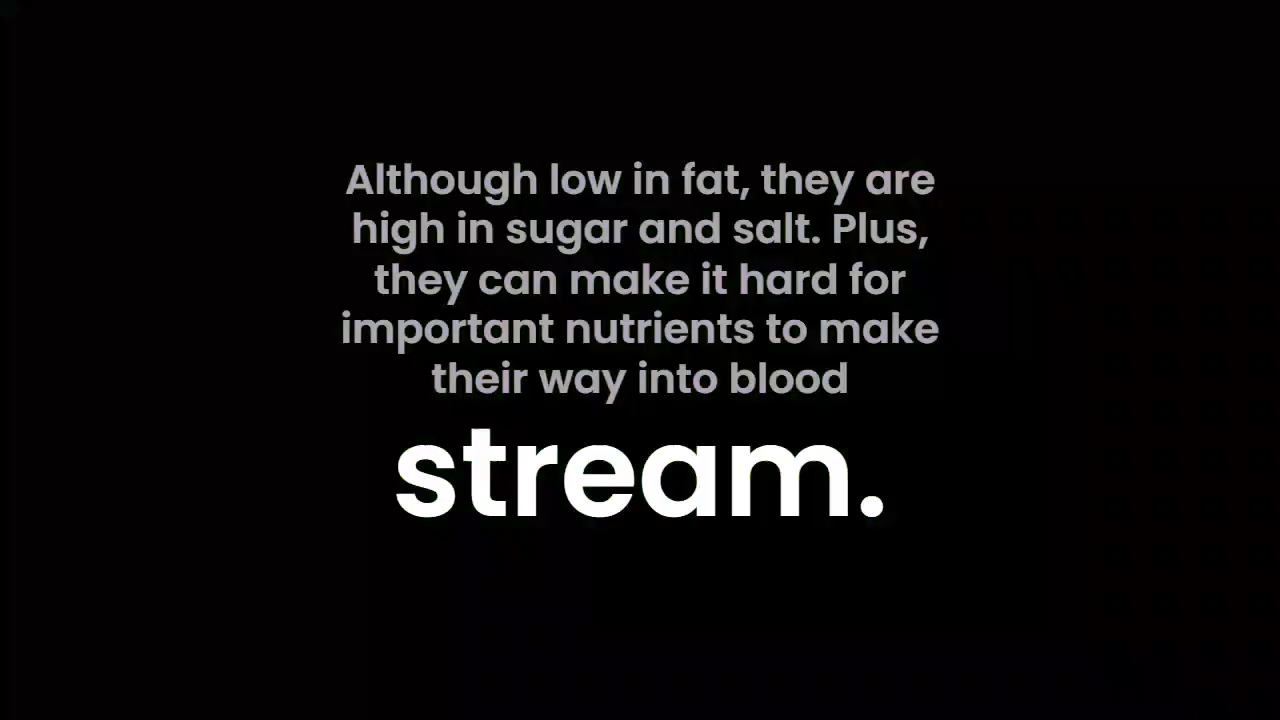 Although low in fat, they are
high in sugar and salt. Plus,
they can make it hard for
important nutrients to make
their way into blood
stream.